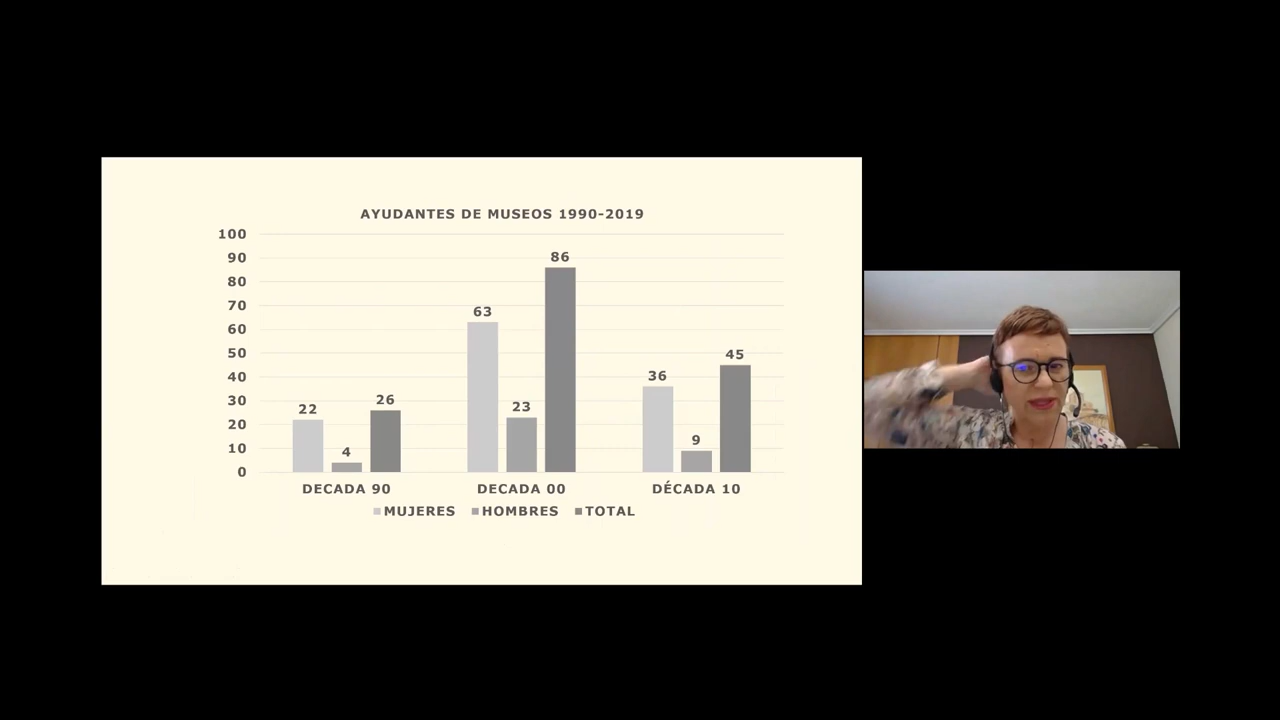 AYUDANTES DE MUSEOS 1990-2019
100
90
80
70
60
50
40
30
20
10
0
22
4
26
63
23
86
36
9
45
DECADA 90
DECADA 00
DÉCADA 10
MUJERES
HOMBRES
TOTAL